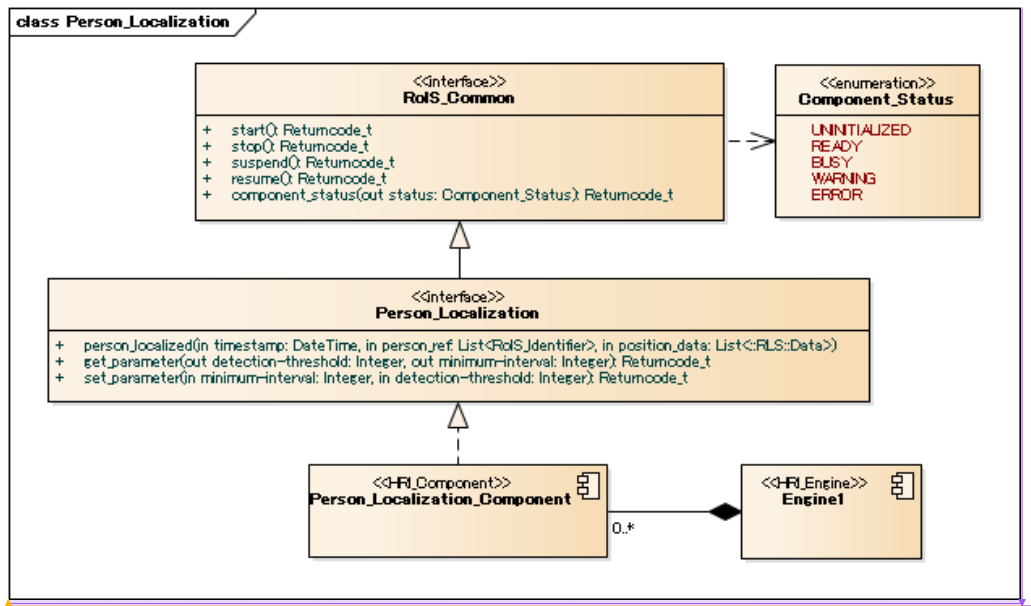 class Person_Localization
<<interface>>
RoIS_Common
+ start(): Returncode_t
+ stop(): Returncode_t
+ suspend(): Returncode_t
+ resume(): Returncode_t
+ component_status(out status: Component_Status): Returncode_t
<<enumeration>>
Component_Status
UNINITIALIZED
READY
BUSY
WARNING
ERROR
<<interface>>
Person_Localization
+ person_localized(in timestamp: DateTime, in person_ref: List<RoIS_Identifier>, in position_data: List<::RLS::Data>)
+ get_parameter(out detection-threshold: Integer, out minimum-interval: Integer): Returncode_t
+ set_parameter(in minimum-interval: Integer, in detection-threshold: Integer): Returncode_t
<<HRI_Component>>
Person_Localization_Component
0..*
<<HRI_Engine>>
Engine1